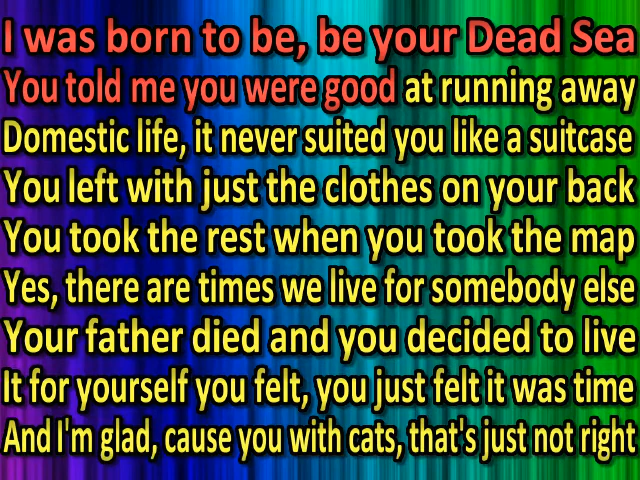 I was born to be, be your Dead Sea
You told me you were good at running away
Domestic life, it never suited you like a suitcase
You left with just the clothes on your back
You took the rest when you took the map
Yes, there are times we live for somebody else
Your father died and you decided to live
It for yourself you felt, you just felt it was time
And I'm glad, cause you with cats, that's just not right